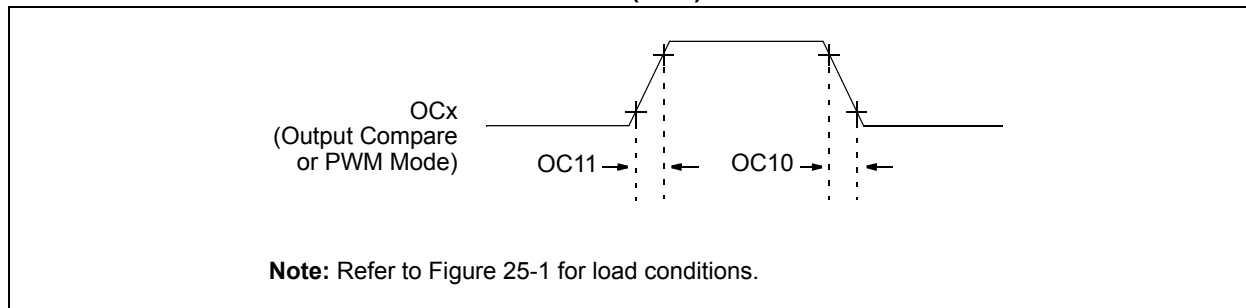 OCx
(Output Compare
or PWM Mode)
OC11
OC10
Note: Refer to Figure 25-1 for load conditions.